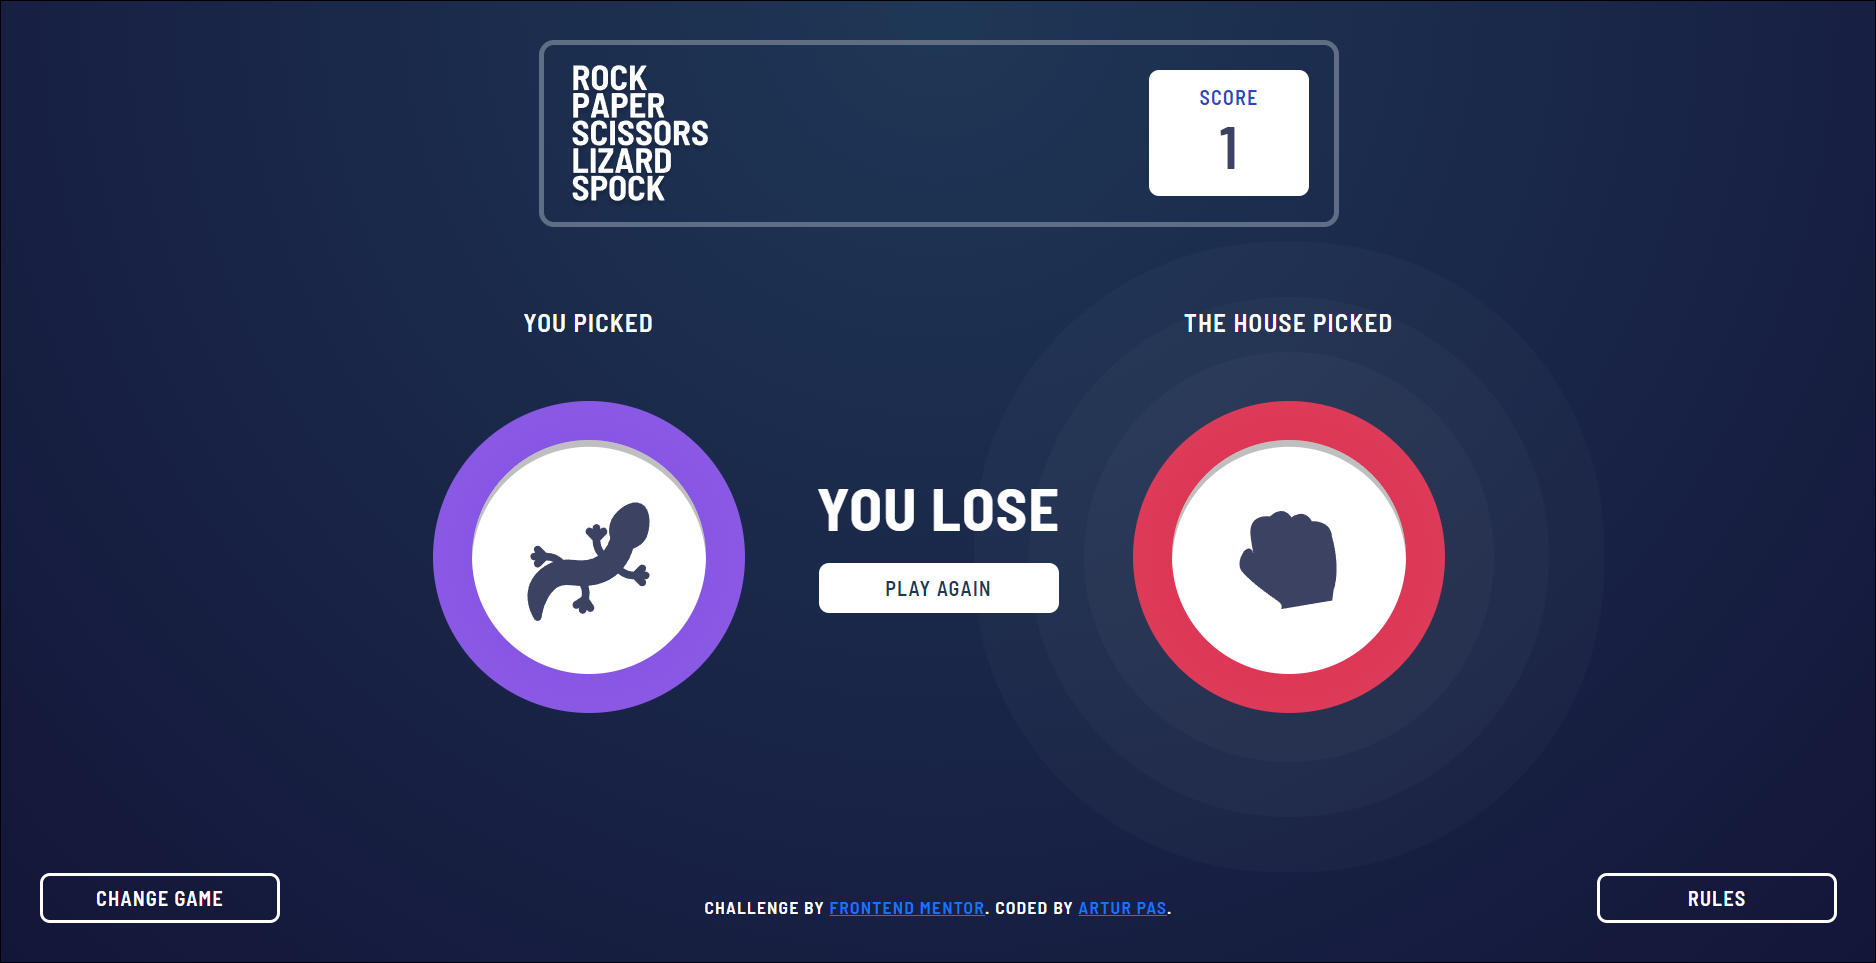 ROCK
PAPER
SCISSORS
LIZARD
SPOCK
SCORE
1
YOU PICKED
THE HOUSE PICKED
YOU LOSE
PLAY AGAIN
CHANGE GAME
CHALLENGE BY FRONTEND MENTOR. CODED BY ARTUR PAS.
RULES